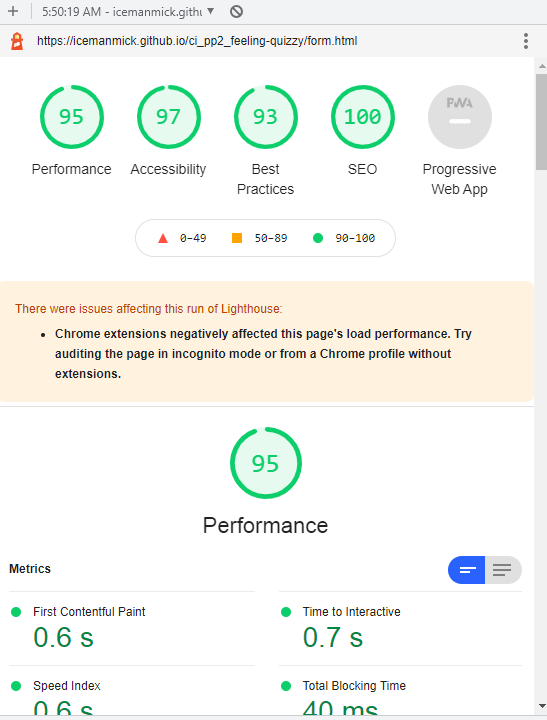 5:50:19 AM - icemanmick.githu
https://icemanmick.github.io/ci_pp2_feeling-quizzy/form.html
95
97
93
100
PWA
Performance
Accessibility
Best
Practices
SEO
Progressive
Web App
0–49
50–89
90–100
There were issues affecting this run of Lighthouse:
Chrome extensions negatively affected this page's load performance. Try
auditing the page in incognito mode or from a Chrome profile without
extensions.
95
Performance
Metrics
First Contentful Paint
Time to Interactive
0.6 s
0.7 s
Speed Index
Total Blocking Time
0.6 s
40 ms